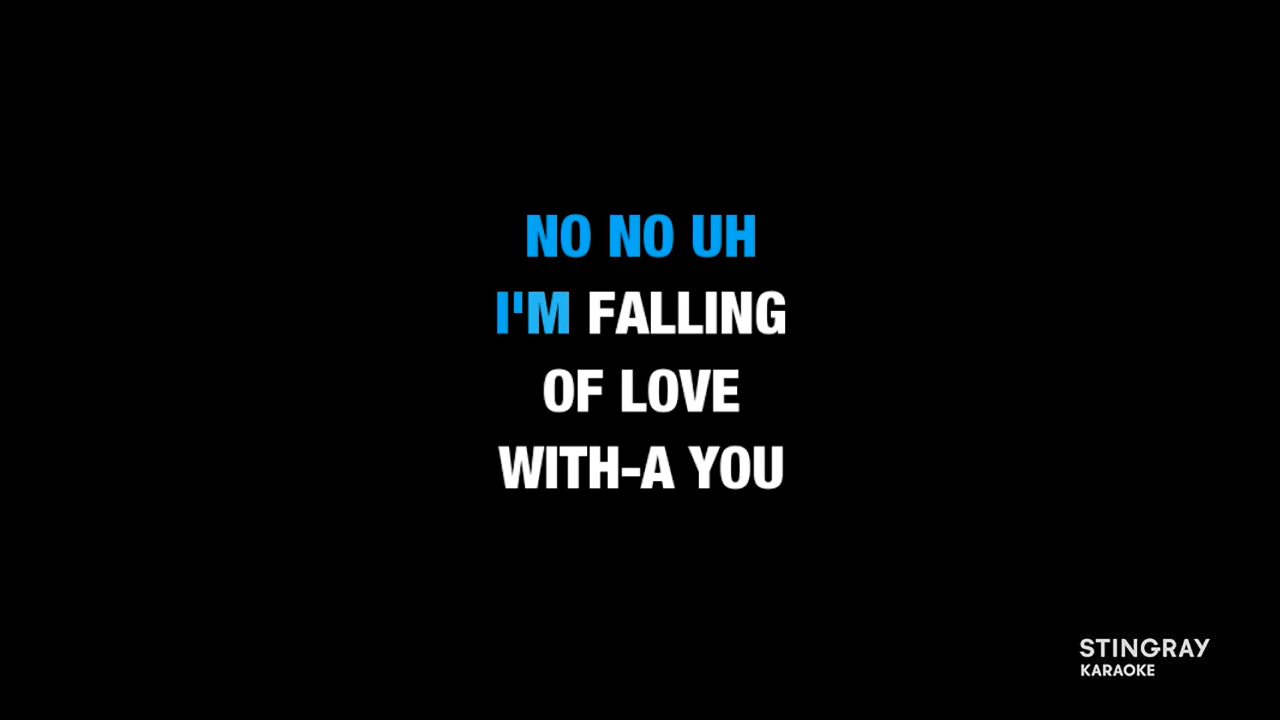 NO NO UH
I'M FALLING
OF LOVE
WITH-A YOU
STINGRAY
KARAOKE